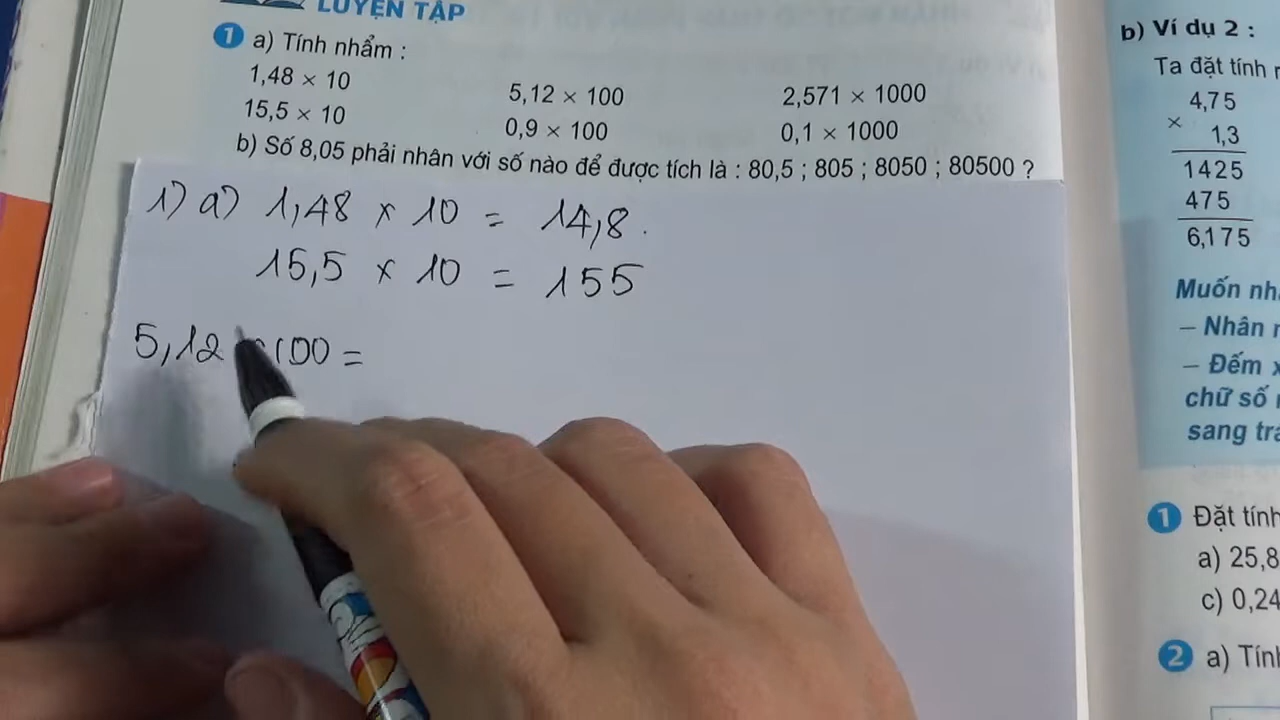 LUYỆN TẬP
1 a) Tính nhẩm :
1,48 × 10 5,12 × 100 2,571 × 1000
15,5 × 10 0,9 × 100 0,1 × 1000
b) Số 8,05 phải nhân với số nào để được tích là : 80,5 ; 805 ; 8050 ; 80500 ?
1) a) 1,48 × 10 = 14,8.
15,5 × 10 = 155
5,12 × 100 =
b) Ví dụ 2 :
Ta đặt tính
4,75
×
1,3
1425
475
6,175
Muốn
– Nhân
– Đếm
chữ số
sang
1 Đặt tính
a) 25,8
c) 0,24
2 a)